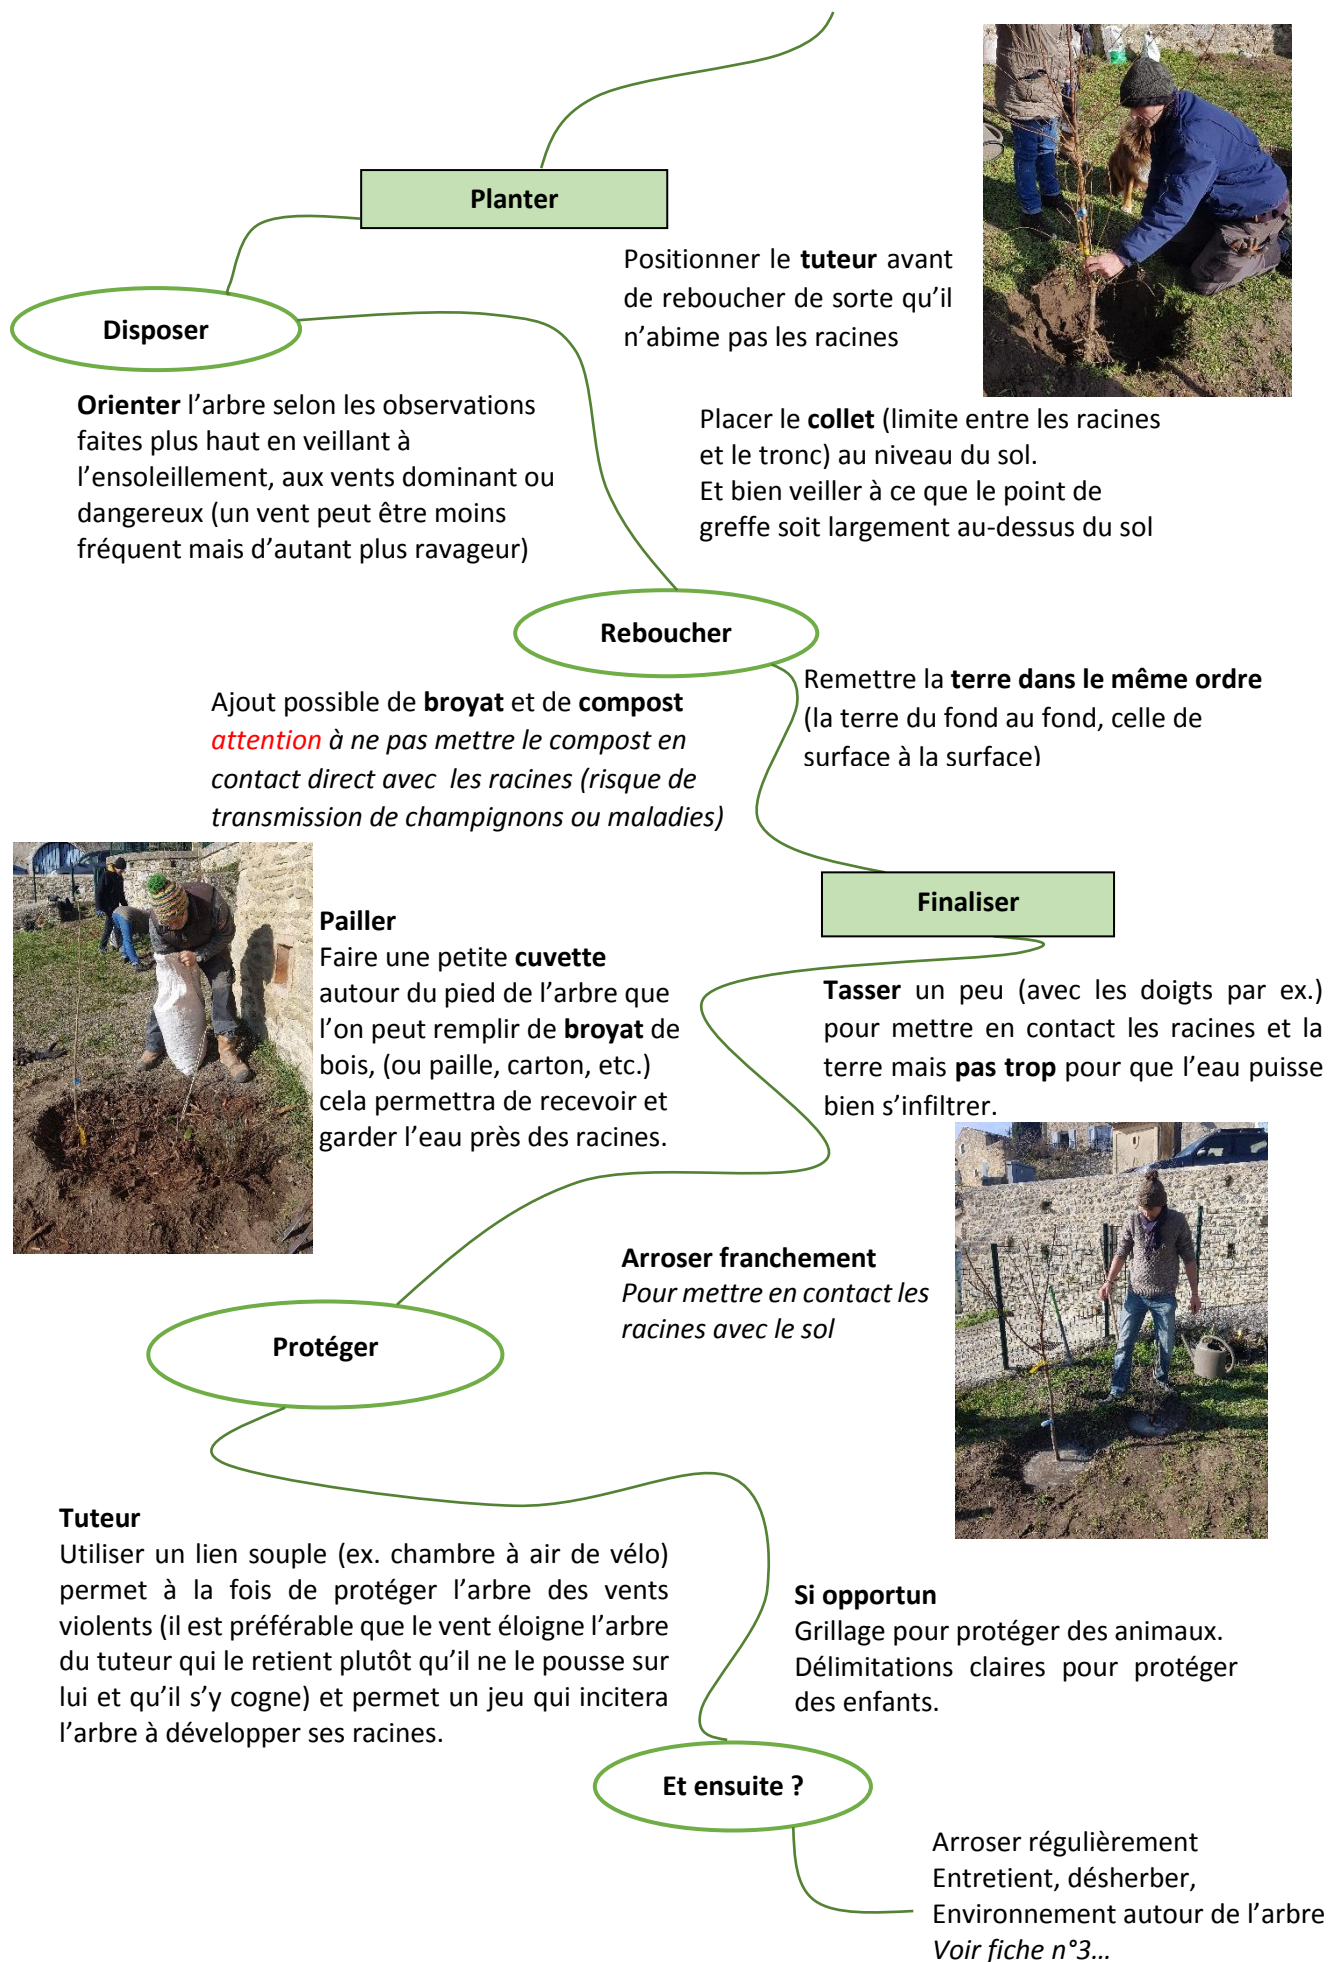 Planter
Positionner le tuteur avant
de reboucher de sorte qu’il
n’abime pas les racines
Disposer
Orienter l’arbre selon les observations
faites plus haut en veillant à
l’ensoleillement, aux vents dominant ou
dangereux (un vent peut être moins
fréquent mais d’autant plus ravageur)
Placer le collet (limite entre les racines
et le tronc) au niveau du sol.
Et bien veiller à ce que le point de
greffe soit largement au-dessus du sol
Reboucher
Remettre la terre dans le même ordre
(la terre du fond au fond, celle de
surface à la surface)
Ajout possible de broyat et de compost
attention à ne pas mettre le compost en
contact direct avec les racines (risque de
transmission de champignons ou maladies)
Finaliser
Pailler
Faire une petite cuvette
autour du pied de l’arbre que
l’on peut remplir de broyat de
bois, (ou paille, carton, etc.)
cela permettra de recevoir et
garder l’eau près des racines.
Tasser un peu (avec les doigts par ex.)
pour mettre en contact les racines et la
terre mais pas trop pour que l’eau puisse
bien s’infiltrer.
Arroser franchement
Pour mettre en contact les
racines avec le sol
Protéger
Tuteur
Utiliser un lien souple (ex. chambre à air de vélo)
permet à la fois de protéger l’arbre des vents
violents (il est préférable que le vent éloigne l’arbre
du tuteur qui le retient plutôt qu’il ne le pousse sur
lui et qu’il s’y cogne) et permet un jeu qui incitera
l’arbre à développer ses racines.
Si opportun
Grillage pour protéger des animaux.
Délimitations claires pour protéger
des enfants.
Et ensuite ?
Arroser régulièrement
Entretient, désherber,
Environnement autour de l’arbre
Voir fiche n°3…